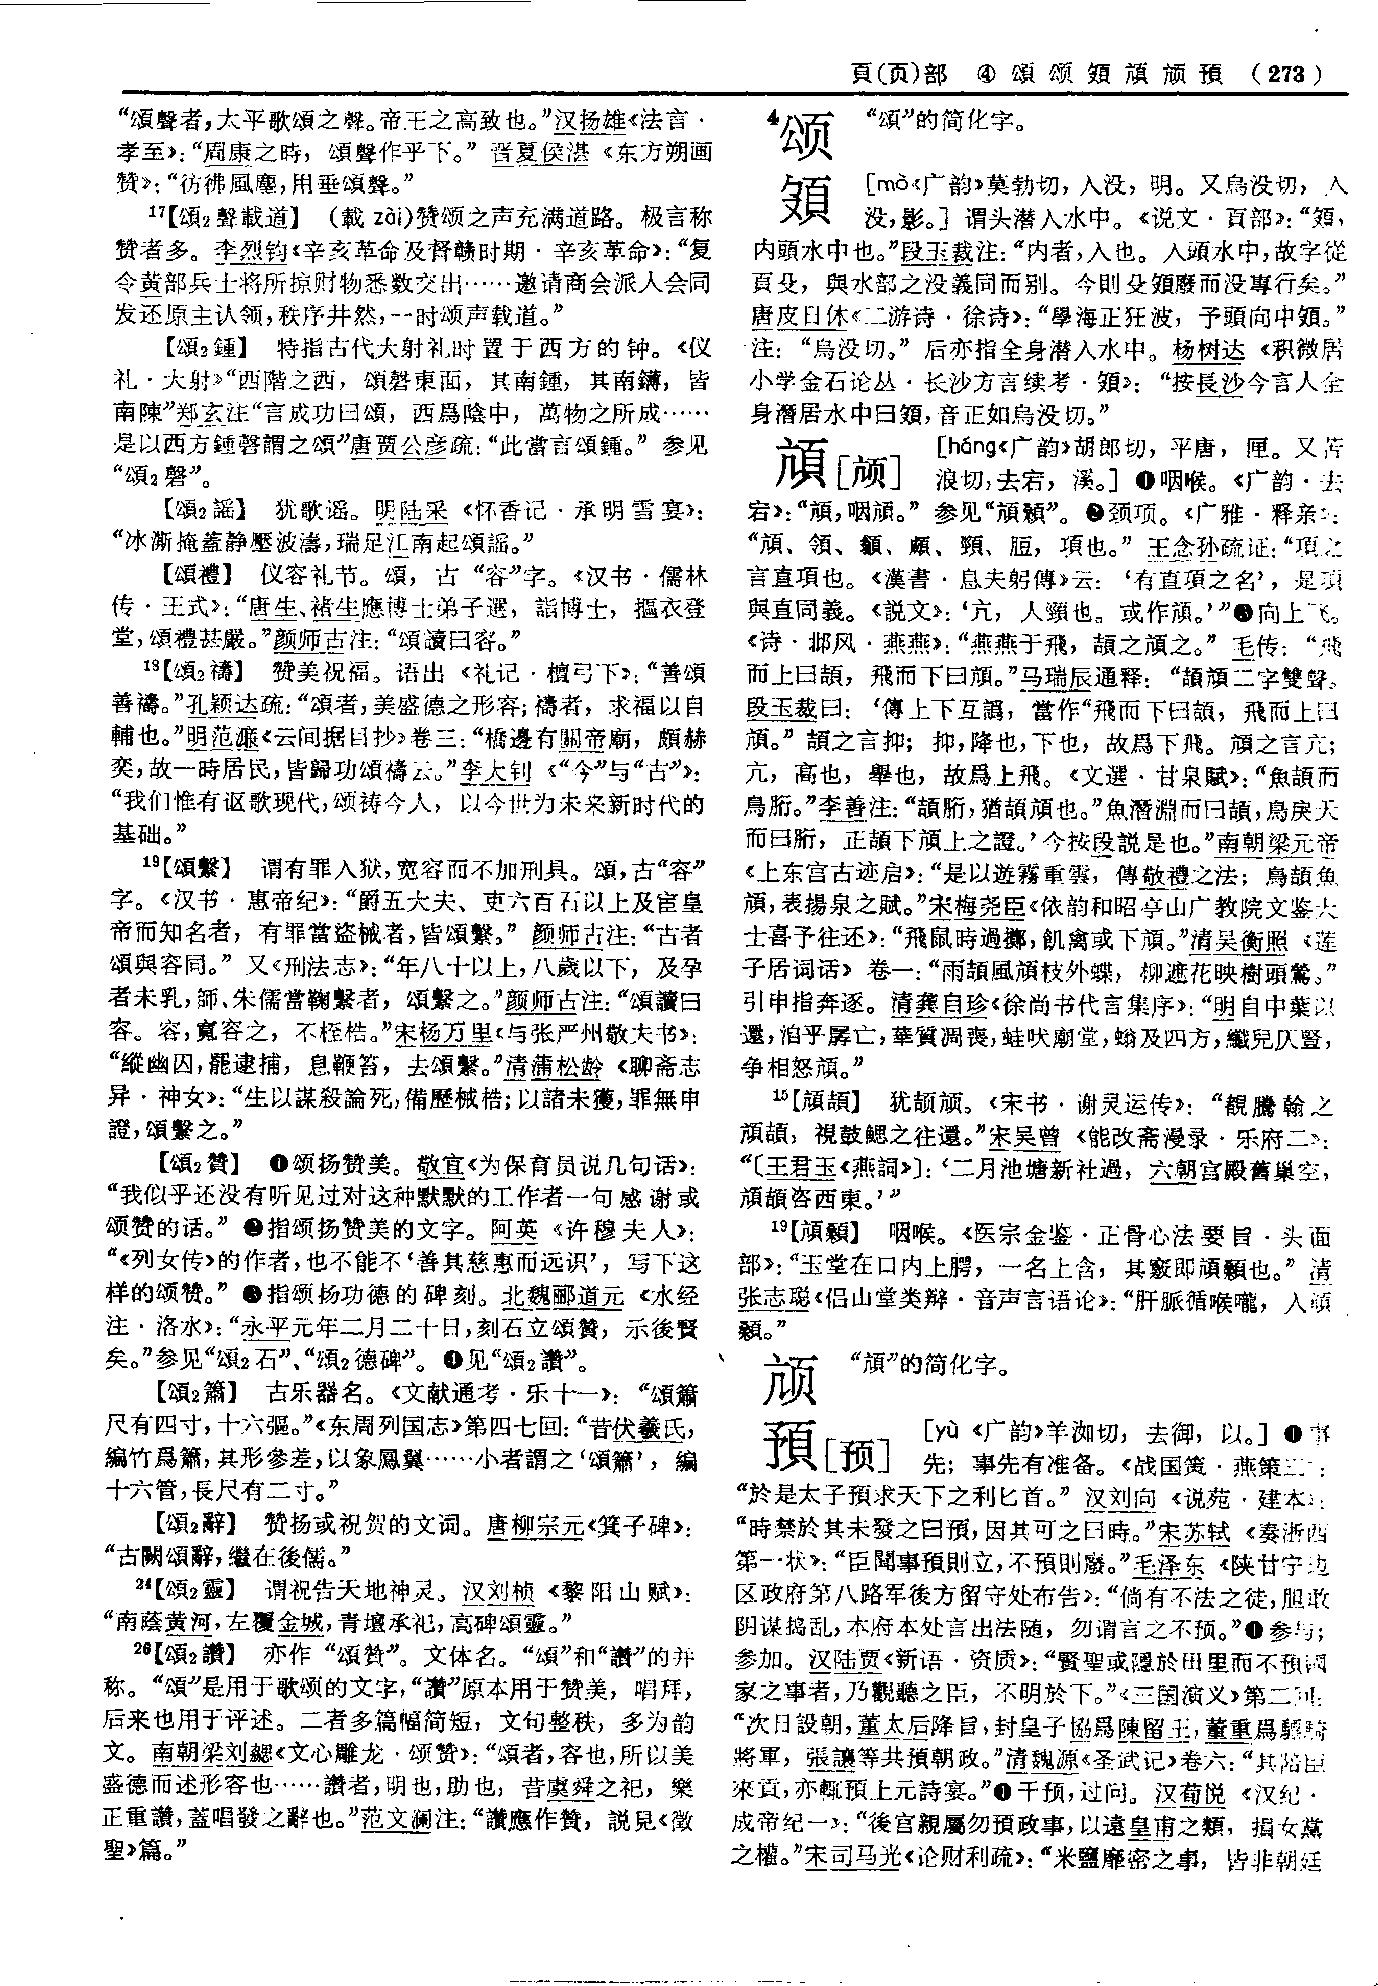 頁(页)部 ④ 頌 颂 𩑦 頏 颃 預 （273）
“頌聲者，太平歌頌之聲。帝王之高致也。”汉扬雄《法言·
孝至》：“周康之時，頌聲作乎下。” 晋夏侯湛《东方朔画
赞》：“彷彿風塵，用垂頌聲。”
17【頌₂聲載道】 (載 zài)赞颂之声充满道路。极言称
赞者多。李烈钧《辛亥革命及督赣时期·辛亥革命》：“复
令黄部兵士将所掠财物悉数交出……邀请商会派人会同
发还原主认领，秩序井然，一时颂声载道。”
【頌₂鍾】 特指古代大射礼时置于西方的钟。《仪
礼·大射》“西階之西，頌磬東面，其南鍾，其南鑮，皆
南陳”郑玄注“言成功曰頌，西爲陰中，萬物之所成……
是以西方鍾磬謂之頌”唐贾公彦疏：“此當言頌鍾。” 参见
“頌₂磬”。
【頌₂謡】 犹歌谣。明陆采《怀香记·承明雪宴》：
“冰澌掩蓋静壓波濤，瑞足江南起頌謡。”
【頌禮】 仪容礼节。頌，古“容”字。《汉书·儒林
传·王式》：“唐生、褚生應博士弟子選，詣博士，摳衣登
堂，頌禮甚嚴。”颜师古注：“頌讀曰容。”
18【頌₂禱】 赞美祝福。语出《礼记·檀弓下》：“善頌
善禱。”孔颖达疏：“頌者，美盛德之形容；禱者，求福以自
輔也。”明范濂《云间据目抄》卷三：“橋邊有關帝廟，頗赫
奕，故一時居民，皆歸功頌禱云。”李大钊《“今”与“古”》：
“我们惟有讴歌现代，颂祷今人，以今世为未来新时代的
基础。”
19【頌繫】 谓有罪入狱，宽容而不加刑具。頌，古“容”
字。《汉书·惠帝纪》：“爵五大夫、吏六百石以上及宦皇
帝而知名者，有罪當盜械者，皆頌繫。” 颜师古注：“古者
頌與容同。” 又《刑法志》：“年八十以上，八歲以下，及孕
者未乳，師、朱儒當鞠繫者，頌繫之。”颜师古注：“頌讀曰
容。容，寬容之，不桎梏。”宋杨万里《与张严州敬夫书》：
“縱幽囚，罷逮捕，息鞭笞，去頌繫。”清蒲松龄《聊斋志
异·神女》：“生以謀殺論死，備歷械梏；以諸未獲，罪無申
證，頌繫之。”
【頌₂贊】 ❶颂扬赞美。敬宜《为保育员说几句话》：
“我似乎还没有听见过对这种默默的工作者一句感谢或
颂赞的话。” ❷指颂扬赞美的文字。阿英《许穆夫人》：
“《列女传》的作者，也不能不‘善其慈惠而远识’，写下这
样的颂赞。” ❸指颂扬功德的碑刻。北魏郦道元《水经
注·洛水》：“永平元年二月二十日，刻石立頌贊，示後賢
矣。”参见“頌₂石”、“頌₂德碑”。❹见“頌₂讚”。
【頌₂簫】 古乐器名。《文献通考·乐十一》：“頌簫
尺有四寸，十六彄。”《东周列国志》第四七回：“昔伏羲氏，
編竹爲簫，其形參差，以象鳳翼……小者謂之‘頌簫’，編
十六管，長尺有二寸。”
【頌₂辭】 赞扬或祝贺的文词。唐柳宗元《箕子碑》：
“古闕頌辭，繼在後儒。”
24【頌₂靈】 谓祝告天地神灵。汉刘桢《黎阳山赋》：
“南蔭黄河，左覆金城，青壇承祀，高碑頌靈。”
26【頌₂讚】 亦作“頌贊”。文体名。“頌”和“讚”的并
称。“頌”是用于歌颂的文字，“讚”原本用于赞美，唱拜，
后来也用于评述。二者多篇幅简短，文句整秩，多为韵
文。南朝梁刘勰《文心雕龙·颂赞》：“頌者，容也，所以美
盛德而述形容也……讚者，明也，助也，昔虞舜之祀，樂
正重讚，蓋唱發之辭也。”范文澜注：“讚應作贊，説見《徵
聖》篇。”
4颂 “頌”的简化字。
𩑦 [mò《广韵》莫勃切，入没，明。又烏没切，入
没，影。] 谓头潜入水中。《说文·頁部》：“𩑦，
内頭水中也。”段玉裁注：“内者，入也。入頭水中，故字從
頁𠬛，與水部之没義同而别。今則𠬛𩑦廢而没專行矣。”
唐皮日休《二游诗·徐诗》：“學海正狂波，予頭向中𩑦。”
注：“烏没切。” 后亦指全身潜入水中。杨树达《积微居
小学金石论丛·长沙方言续考·𩑦》：“按長沙今言人全
身潛居水中曰𩑦，音正如烏没切。”
頏[颃] [háng《广韵》胡郎切，平唐，匣。又苦
浪切，去宕，溪。] ❶咽喉。《广韵·去
宕》：“頏，咽頏。” 参见“頏顙”。❷颈项。《广雅·释亲》：
“頏、領、頷、頗、頸、脰，項也。” 王念孙疏证：“項之
言直項也。《漢書·息夫躬傳》云：‘有直項之名’，是項
與直同義。《説文》：‘亢，人頸也。或作頏。’”❸向上飞。
《诗·邶风·燕燕》：“燕燕于飛，頡之頏之。” 毛传：“飛
而上曰頡，飛而下曰頏。”马瑞辰通释：“頡頏二字雙聲。
段玉裁曰：‘傳上下互譌，當作“飛而下曰頡，飛而上曰
頏。” 頡之言抑；抑，降也，下也，故爲下飛。頏之言亢；
亢，高也，舉也，故爲上飛。《文選·甘泉賦》：“魚頡而
鳥䀪。”李善注：“頡䀪，猶頡頏也。”魚潛淵而曰頡，鳥戾天
而曰䀪，正頡下頏上之證。’今按段説是也。”南朝梁元帝
《上东宫古迹启》：“是以遊霧重雲，傳敬禮之法；鳥頡魚
頏，表揚泉之賦。”宋梅尧臣《依韵和昭亭山广教院文鉴大
士喜予往还》：“飛鼠時過擲，飢禽或下頏。”清吴衡照《莲
子居词话》卷一：“雨頡風頏枝外蝶，柳遮花映樹頭鶯。”
引申指奔逐。清龚自珍《徐尚书代言集序》：“明自中葉以
還，洎乎孱亡，華質凋喪，蛙吠廟堂，螉及四方，孅兒仄豎，
争相怒頏。”
15【頏頡】 犹颉颃。《宋书·谢灵运传》：“觀騰翰之
頏頡，視鼓鰓之往還。”宋吴曾《能改斋漫录·乐府二》：
“〔王君玉《燕詞》〕：‘二月池塘新社過，六朝宫殿舊巢空，
頏頡咨西東。’”
19【頏顙】 咽喉。《医宗金鉴·正骨心法要旨·头面
部》：“玉堂在口内上腭，一名上含，其竅即頏顙也。” 清
张志聪《侣山堂类辩·音声言语论》：“肝脈循喉嚨，入頏
顙。”
颃 “頏”的简化字。
預[预] [yù《广韵》羊洳切，去御，以。] ❶事
先；事先有准备。《战国策·燕策三》：
“於是太子預求天下之利匕首。” 汉刘向《说苑·建本》：
“時禁於其未發之曰預，因其可之曰時。”宋苏轼《奏浙西
第一状》：“臣聞事預則立，不預則廢。”毛泽东《陕甘宁边
区政府第八路军後方留守处布告》：“倘有不法之徒，胆敢
阴谋捣乱，本府本处言出法随，勿谓言之不预。”❷参与；
参加。汉陆贾《新语·资质》：“賢聖或隱於田里而不預國
家之事者，乃觀聽之臣，不明於下。”《三国演义》第二回：
“次日設朝，董太后降旨，封皇子協爲陳留王，董重爲驃騎
將軍，張讓等共預朝政。”清魏源《圣武记》卷六：“其陪臣
來貢，亦輒預上元詩宴。”❸干预，过问。汉荀悦《汉纪·
成帝纪一》：“後宫親屬勿預政事，以遠皇甫之類，損女黨
之權。”宋司马光《论财利疏》：“米鹽靡密之事，皆非朝廷